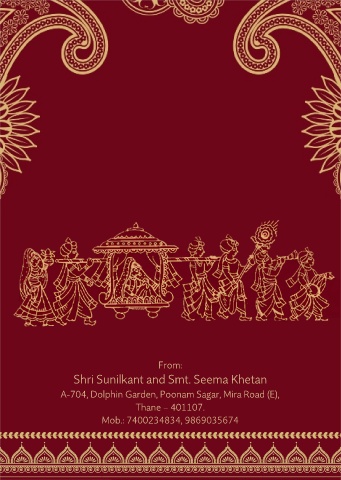 From:
Shri Sunilkant and Smt. Seema Khetan
A-704, Dolphin Garden, Poonam Sagar, Mira Road (E),
Thane – 401107.
Mob.: 7400234834, 9869035674